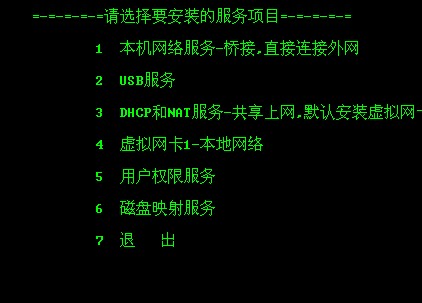 =-=-=-=-=请选择要安装的服务项目=-=-=-=-=
1 本机网络服务-桥接,直接连接外网
2 USB服务
3 DHCP和NAT服务-共享上网,默认安装虚拟网卡
4 虚拟网卡1-本地网络
5 用户权限服务
6 磁盘映射服务
7 退 出